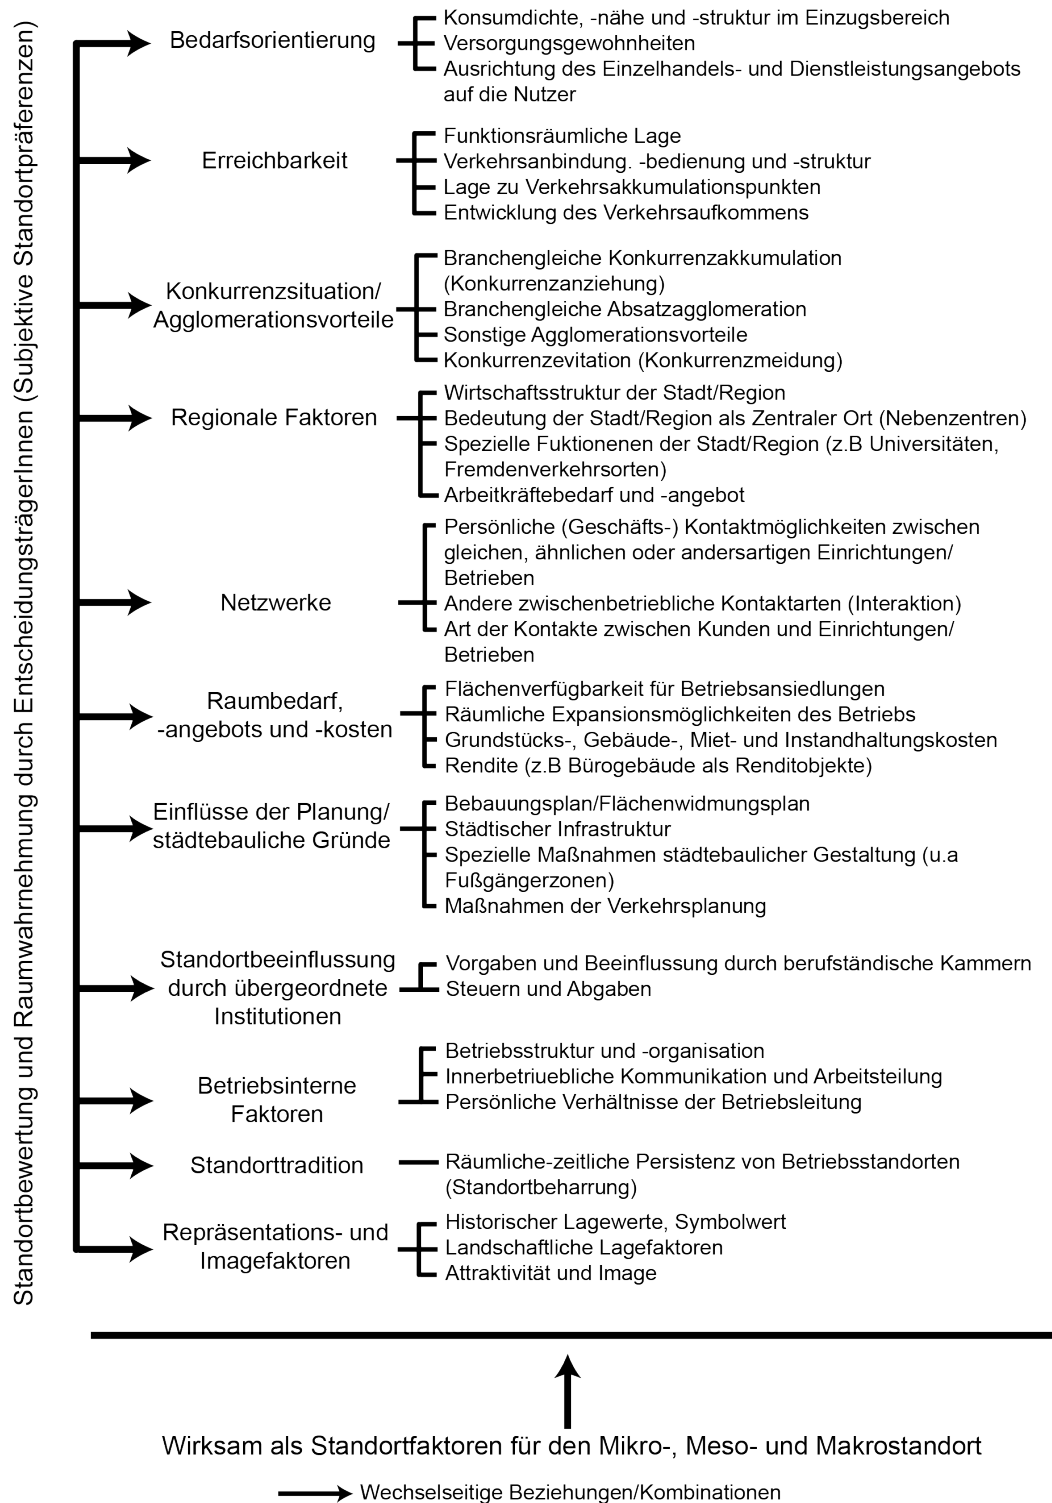 Standortbewertung und Raumwahrnehmung durch EntscheidungsträgerInnen (Subjektive Standortpräferenzen)
Bedarfsorientierung
Konsumdichte, -nähe und -struktur im Einzugsbereich
Versorgungsgewohnheiten
Ausrichtung des Einzelhandels- und Dienstleistungsangebots
auf die Nutzer
Erreichbarkeit
Funktionsräumliche Lage
Verkehrsanbindung. -bedienung und -struktur
Lage zu Verkehrsakkumulationspunkten
Entwicklung des Verkehrsaufkommens
Konkurrenzsituation/
Agglomerationsvorteile
Branchengleiche Konkurrenzakkumulation
(Konkurrenzanziehung)
Branchengleiche Absatzagglomeration
Sonstige Agglomerationsvorteile
Konkurrenzevitation (Konkurrenzmeidung)
Regionale Faktoren
Wirtschaftsstruktur der Stadt/Region
Bedeutung der Stadt/Region als Zentraler Ort (Nebenzentren)
Spezielle Fuktionenen der Stadt/Region (z.B Universitäten,
Fremdenverkehrsorten)
Arbeitkräftebedarf und -angebot
Netzwerke
Persönliche (Geschäfts-) Kontaktmöglichkeiten zwischen
gleichen, ähnlichen oder andersartigen Einrichtungen/
Betrieben
Andere zwischenbetriebliche Kontaktarten (Interaktion)
Art der Kontakte zwischen Kunden und Einrichtungen/
Betrieben
Raumbedarf,
-angebots und -kosten
Flächenverfügbarkeit für Betriebsansiedlungen
Räumliche Expansionsmöglichkeiten des Betriebs
Grundstücks-, Gebäude-, Miet- und Instandhaltungskosten
Rendite (z.B Bürogebäude als Renditobjekte)
Einflüsse der Planung/
städtebauliche Gründe
Bebauungsplan/Flächenwidmungsplan
Städtischer Infrastruktur
Spezielle Maßnahmen städtebaulicher Gestaltung (u.a
Fußgängerzonen)
Maßnahmen der Verkehrsplanung
Standortbeeinflussung
durch übergeordnete
Institutionen
Vorgaben und Beeinflussung durch berufständische Kammern
Steuern und Abgaben
Betriebsinterne
Faktoren
Betriebsstruktur und -organisation
Innerbetriuebliche Kommunikation und Arbeitsteilung
Persönliche Verhältnisse der Betriebsleitung
Standorttradition
Räumliche-zeitliche Persistenz von Betriebsstandorten
(Standortbeharrung)
Repräsentations- und
Imagefaktoren
Historischer Lagewerte, Symbolwert
Landschaftliche Lagefaktoren
Attraktivität und Image
Wirksam als Standortfaktoren für den Mikro-, Meso- und Makrostandort
Wechselseitige Beziehungen/Kombinationen